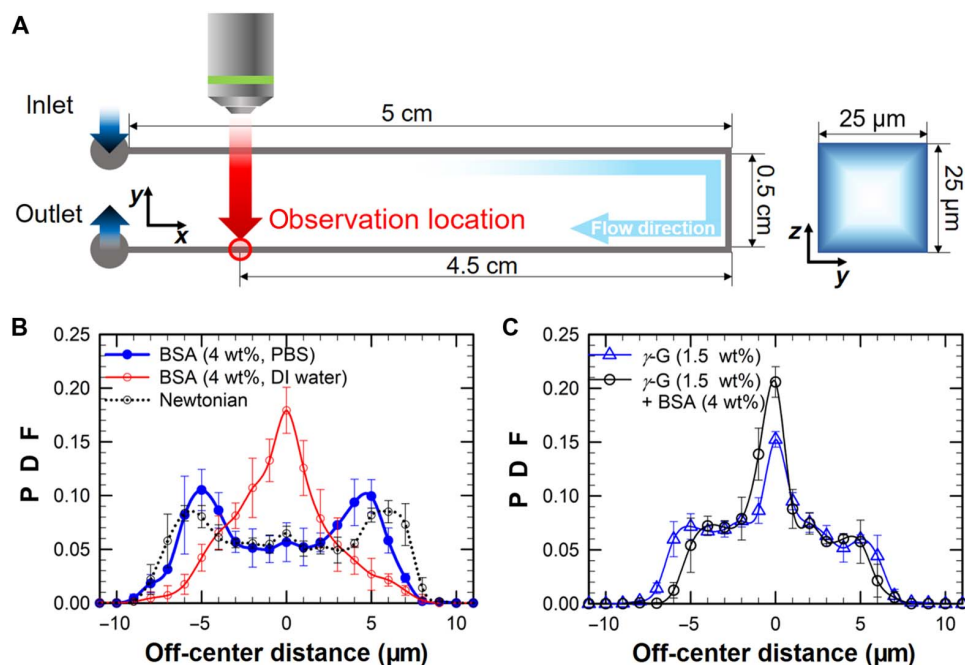 A
Inlet
5 cm
25 µm
Outlet
y
x
Observation location
Flow direction
0.5 cm
4.5 cm
z
y
25 µm
B
0.25
0.20
0.15
0.10
0.05
0.00
P D F
BSA (4 wt%, PBS)
BSA (4 wt%, DI water)
Newtonian
−10 −5 0 5 10
Off-center distance (µm)
C
0.25
0.20
0.15
0.10
0.05
0.00
P D F
γ-G (1.5 wt%)
γ-G (1.5 wt%)
+ BSA (4 wt%)
−10 −5 0 5 10
Off-center distance (µm)